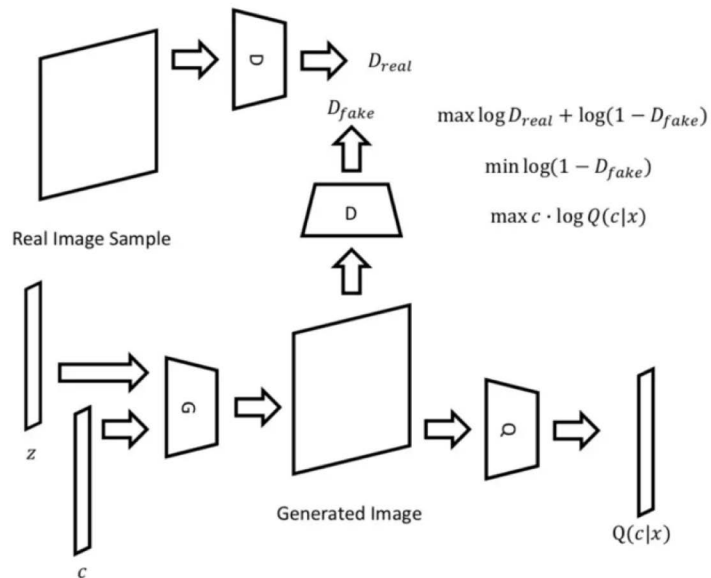 D
D_real
D_fake
max log D_real + log(1 − D_fake)
min log(1 − D_fake)
D
max c · log Q(c|x)
Real Image Sample
z
G
Q
c
Generated Image
Q(c|x)